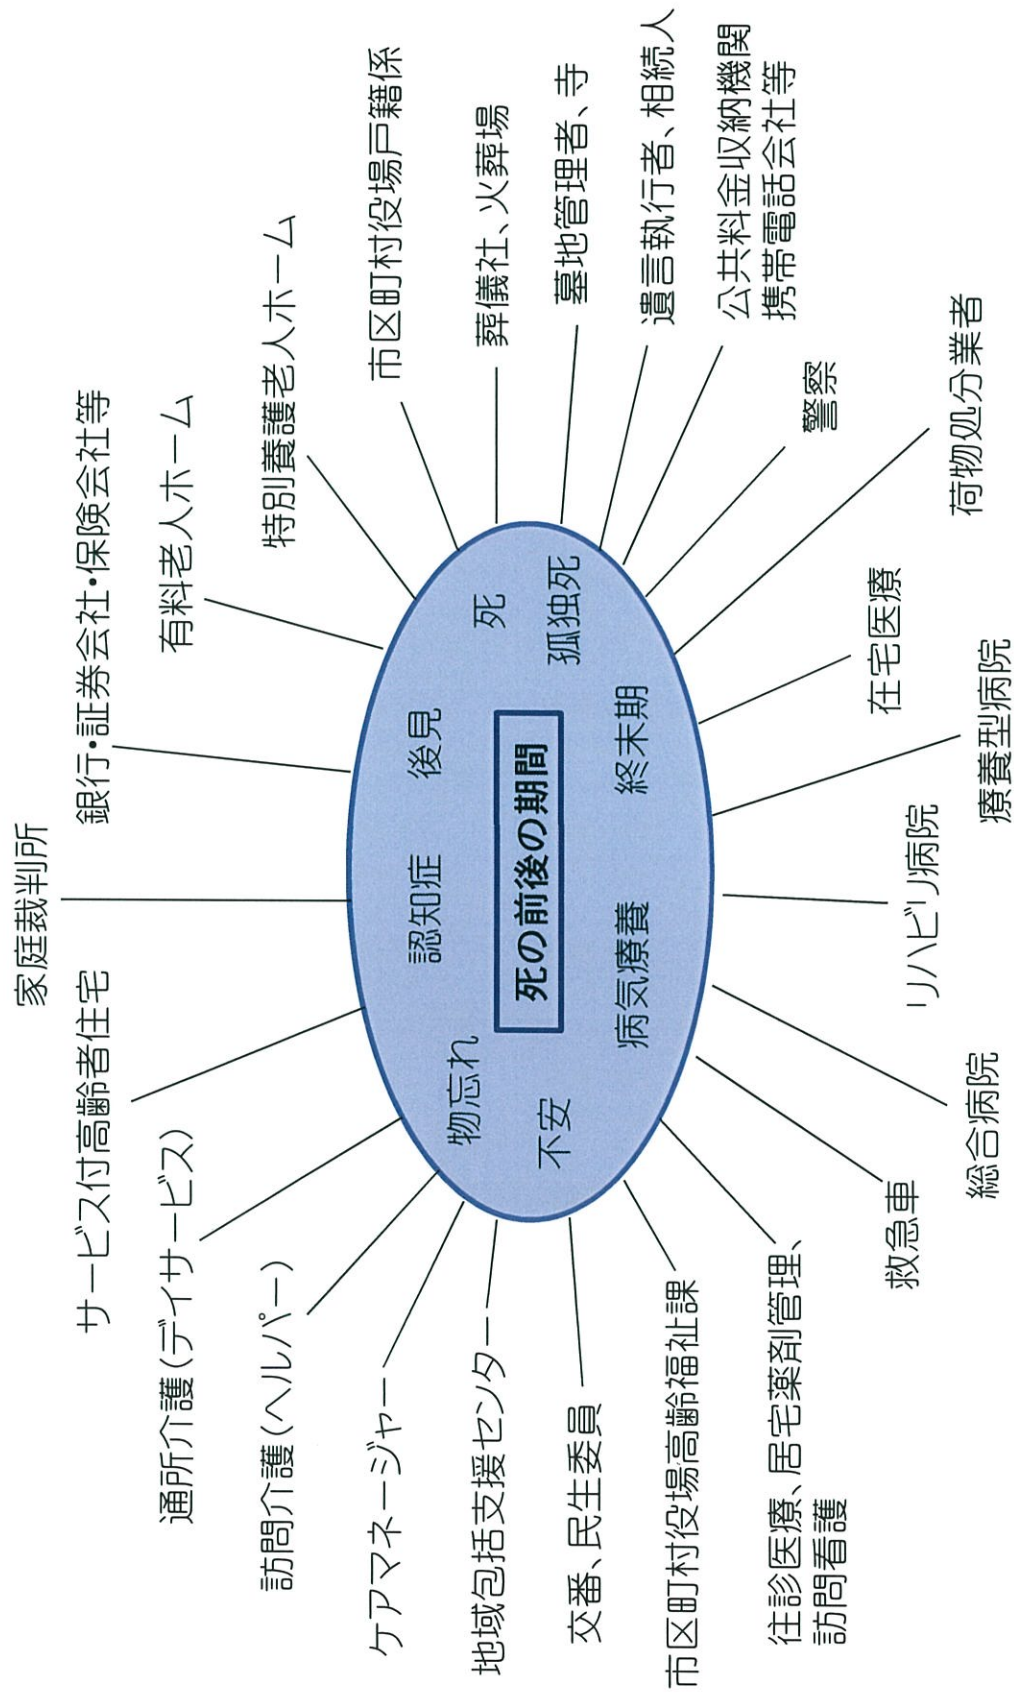 家庭裁判所
サービス付高齢者住宅
銀行・証券会社・保険会社等
通所介護(デイサービス)
有料老人ホーム
訪問介護(ヘルパー)
特別養護老人ホーム
ケアマネージャー
市区町村役場戸籍係
地域包括支援センター
葬儀社、火葬場
交番、民生委員
墓地管理者、寺
市区町村役場高齢福祉課
遺言執行者、相続人
往診医療、居宅薬剤管理、
訪問看護
公共料金収納機関
携帯電話会社等
救急車
警察
総合病院
リハビリ病院
療養型病院
在宅医療
荷物処分業者
物忘れ
認知症
後見
死
不安
死の前後の期間
孤独死
病気療養
終末期